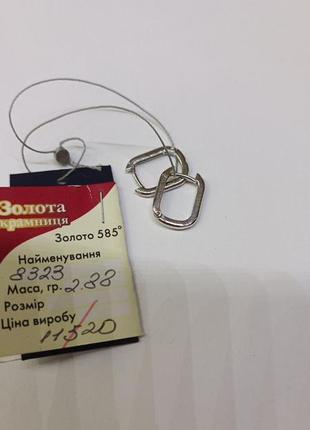 Золота
крамниця
Золото 585°
Найменування
8323
Маса, гр. 2.88
Розмір
Ціна виробу
11520